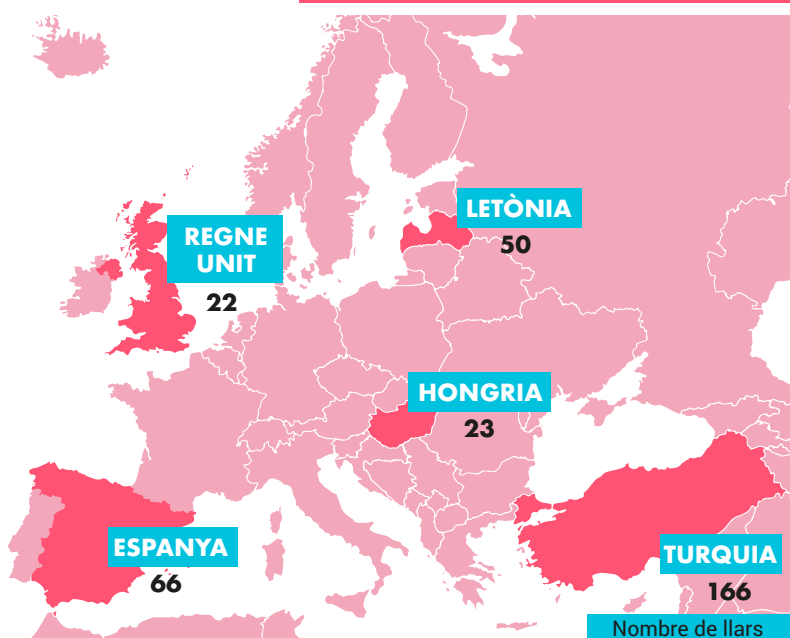 LETÒNIA
50
REGNE
UNIT
22
HONGRIA
23
ESPANYA
66
TURQUIA
166
Nombre de llars